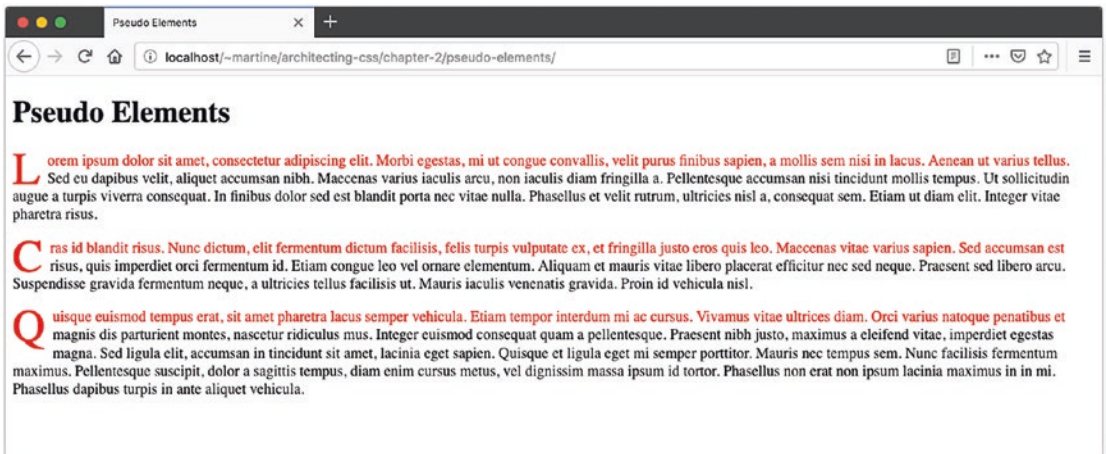 Pseudo Elements
localhost/~martine/architecting-css/chapter-2/pseudo-elements/
Pseudo Elements
Lorem ipsum dolor sit amet, consectetur adipiscing elit. Morbi egestas, mi ut congue convallis, velit purus finibus sapien, a mollis sem nisi in lacus. Aenean ut varius tellus.
Sed eu dapibus velit, aliquet accumsan nibh. Maecenas varius iaculis arcu, non iaculis diam fringilla a. Pellentesque accumsan nisi tincidunt mollis tempus. Ut sollicitudin
augue a turpis viverra consequat. In finibus dolor sed est blandit porta nec vitae nulla. Phasellus et velit rutrum, ultricies nisl a, consequat sem. Etiam ut diam elit. Integer vitae
pharetra risus.
Cras id blandit risus. Nunc dictum, elit fermentum dictum facilisis, felis turpis vulputate ex, et fringilla justo eros quis leo. Maecenas vitae varius sapien. Sed accumsan est
risus, quis imperdiet orci fermentum id. Etiam congue leo vel ornare elementum. Aliquam et mauris vitae libero placerat efficitur nec sed neque. Praesent sed libero arcu.
Suspendisse gravida fermentum neque, a ultricies tellus facilisis ut. Mauris iaculis venenatis gravida. Proin id vehicula nisl.
Quisque euismod tempus erat, sit amet pharetra lacus semper vehicula. Etiam tempor interdum mi ac cursus. Vivamus vitae ultrices diam. Orci varius natoque penatibus et
magnis dis parturient montes, nascetur ridiculus mus. Integer euismod consequat quam a pellentesque. Praesent nibh justo, maximus a eleifend vitae, imperdiet egestas
magna. Sed ligula elit, accumsan in tincidunt sit amet, lacinia eget sapien. Quisque et ligula eget mi semper porttitor. Mauris nec tempus sem. Nunc facilisis fermentum
maximus. Pellentesque suscipit, dolor a sagittis tempus, diam enim cursus metus, vel dignissim massa ipsum id tortor. Phasellus non erat non ipsum lacinia maximus in in mi.
Phasellus dapibus turpis in ante aliquet vehicula.